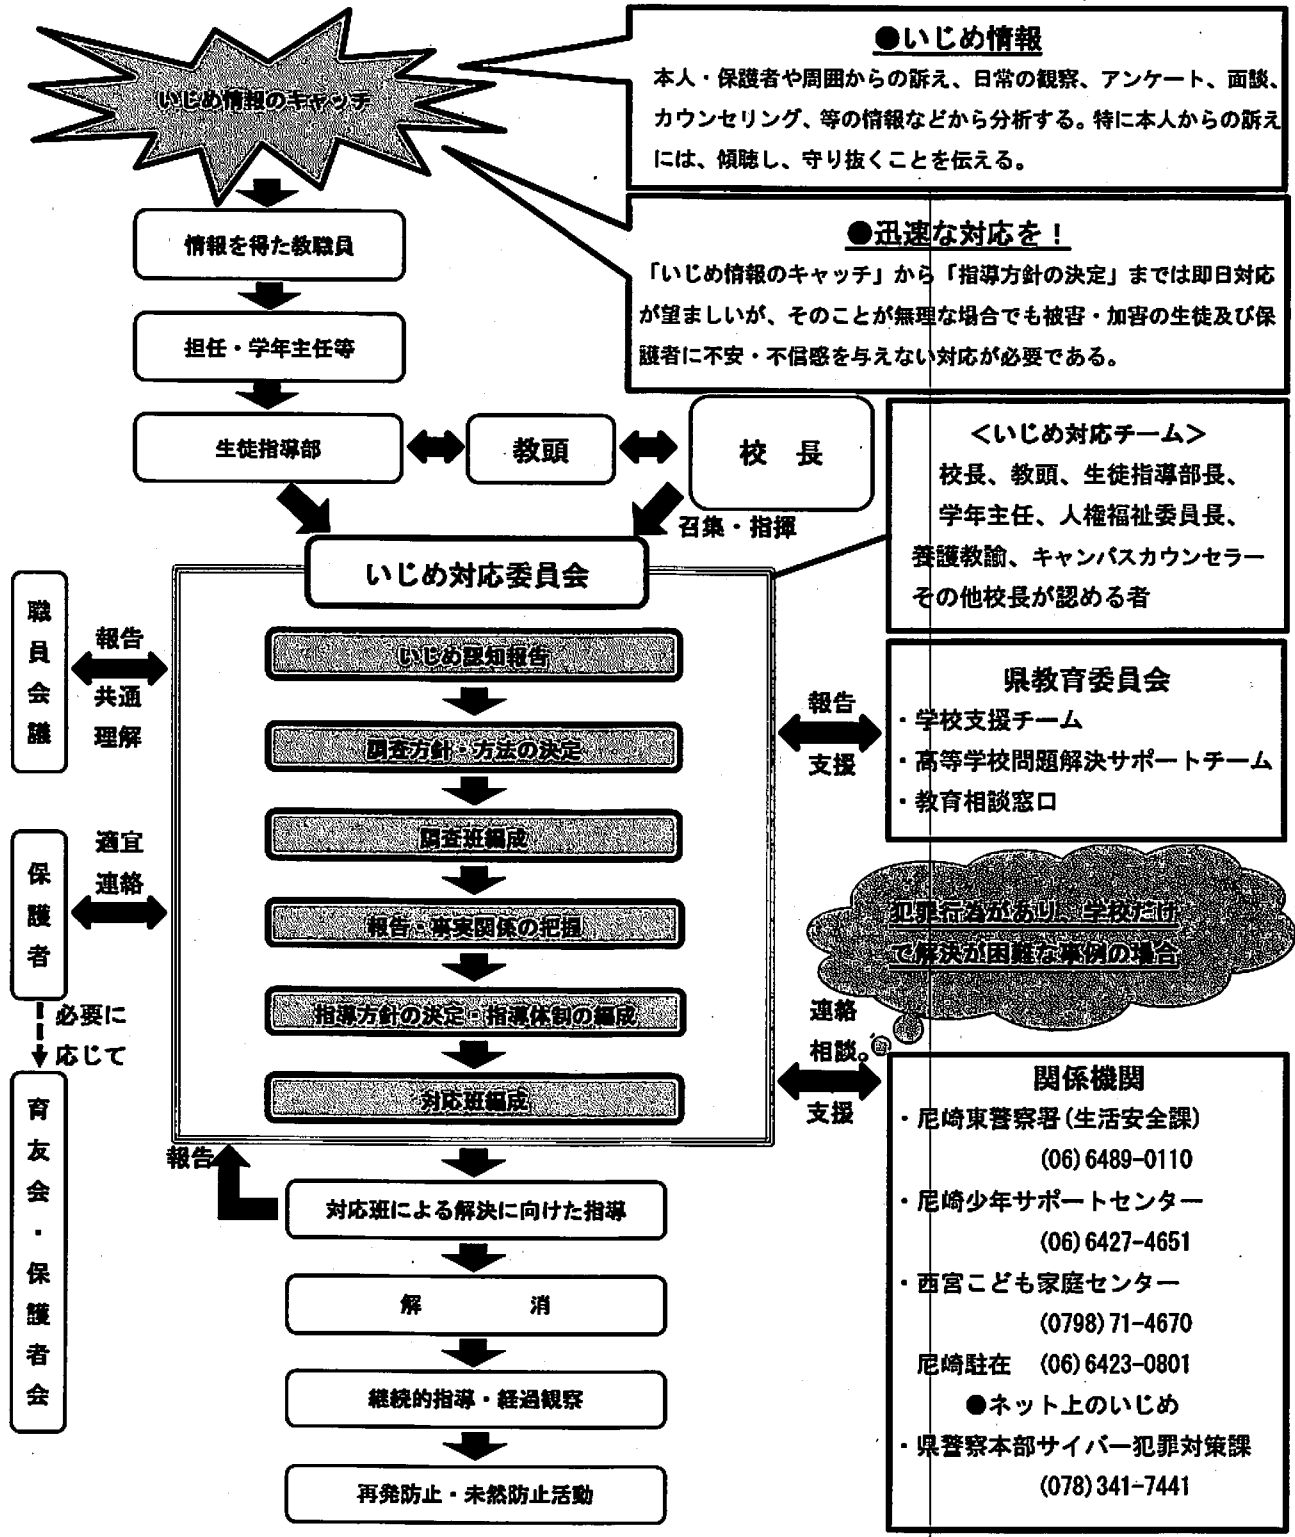 いじめ情報のキャッチ
●いじめ情報
本人・保護者や周囲からの訴え、日常の観察、アンケート、面談、
カウンセリング、等の情報などから分析する。特に本人からの訴え
には、傾聴し、守り抜くことを伝える。
●迅速な対応を！
「いじめ情報のキャッチ」から「指導方針の決定」までは即日対応
が望ましいが、そのことが無理な場合でも被害・加害の生徒及び保
護者に不安・不信感を与えない対応が必要である。
情報を得た教職員
担任・学年主任等
生徒指導部
教頭
校　長
召集・指揮
＜いじめ対応チーム＞
校長、教頭、生徒指導部長、
学年主任、人権福祉委員長、
養護教諭、キャンパスカウンセラー
その他校長が認める者
いじめ対応委員会
いじめ認知報告
調査方針・方法の決定
調査班編成
報告・事実関係の把握
指導方針の決定・指導体制の編成
対応班編成
職員会議
報告
共通
理解
保護者
適宜
連絡
必要に
応じて
育友会・保護者会
報告
支援
県教育委員会
・学校支援チーム
・高等学校問題解決サポートチーム
・教育相談窓口
犯罪行為があり、学校だけ
で解決が困難な事例の場合
連絡
相談。
支援
関係機関
・尼崎東警察署(生活安全課)
(06)6489-0110
・尼崎少年サポートセンター
(06)6427-4651
・西宮こども家庭センター
(0798)71-4670
尼崎駐在　(06)6423-0801
●ネット上のいじめ
・県警察本部サイバー犯罪対策課
(078)341-7441
報告
対応班による解決に向けた指導
解　消
継続的指導・経過観察
再発防止・未然防止活動